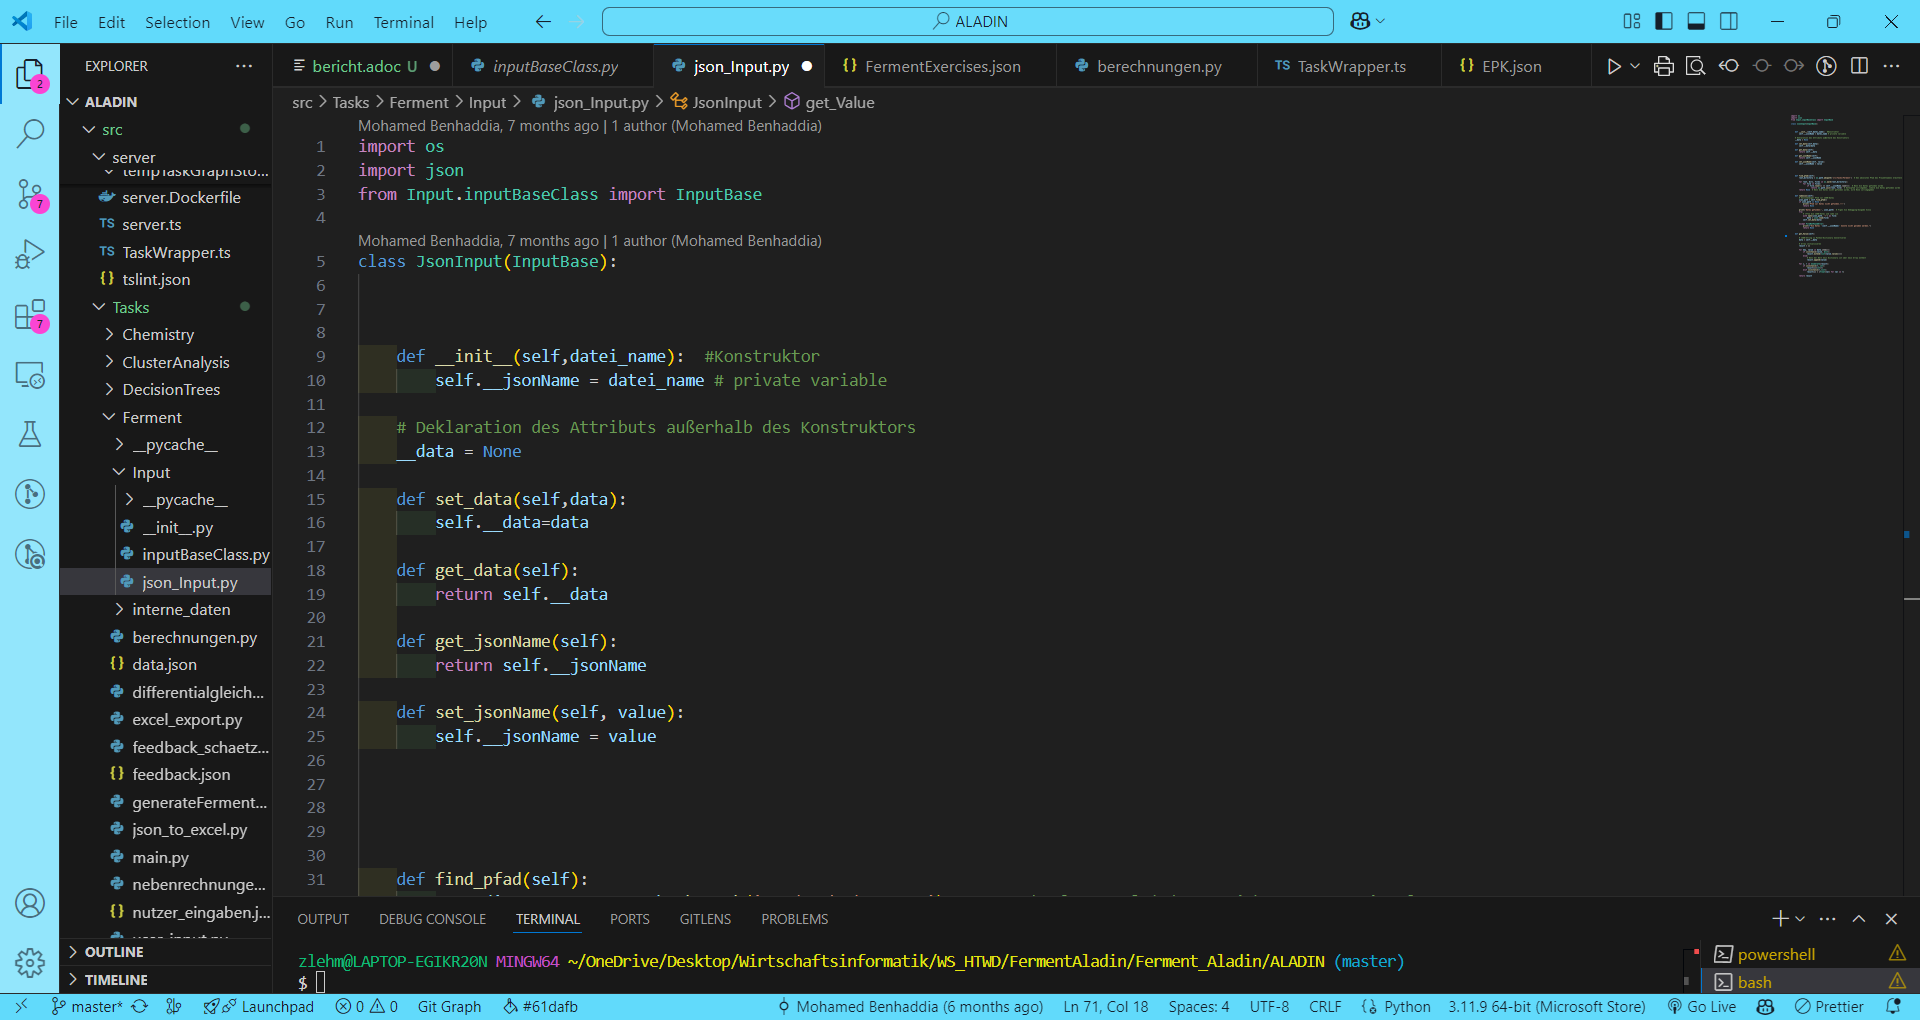 File Edit Selection View Go Run Terminal Help
ALADIN
EXPLORER
ALADIN
src
server
tempTaskGraphSto...
server.Dockerfile
TS server.ts
TS TaskWrapper.ts
{} tslint.json
Tasks
Chemistry
ClusterAnalysis
DecisionTrees
Ferment
__pycache__
Input
__pycache__
__init__.py
inputBaseClass.py
json_Input.py
interne_daten
berechnungen.py
{} data.json
differentialgleich...
excel_export.py
feedback_schaetz...
{} feedback.json
generateFerment...
json_to_excel.py
main.py
nebenrechnunge...
{} nutzer_eingaben.j...
OUTLINE
TIMELINE
2
7
7
bericht.adoc U
inputBaseClass.py
json_Input.py
{} FermentExercises.json
berechnungen.py
TS TaskWrapper.ts
{} EPK.json
src > Tasks > Ferment > Input > json_Input.py > JsonInput > get_Value
Mohamed Benhaddia, 7 months ago | 1 author (Mohamed Benhaddia)
1 import os
2 import json
3 from Input.inputBaseClass import InputBase
4
Mohamed Benhaddia, 7 months ago | 1 author (Mohamed Benhaddia)
5 class JsonInput(InputBase):
6
7
8
9 def __init__(self,datei_name): #Konstruktor
10 self.__jsonName = datei_name # private variable
11
12 # Deklaration des Attributs außerhalb des Konstruktors
13 __data = None
14
15 def set_data(self,data):
16 self.__data=data
17
18 def get_data(self):
19 return self.__data
20
21 def get_jsonName(self):
22 return self.__jsonName
23
24 def set_jsonName(self, value):
25 self.__jsonName = value
26
27
28
29
30
31 def find_pfad(self):
OUTPUT DEBUG CONSOLE TERMINAL PORTS GITLENS PROBLEMS
zlehm@LAPTOP-EGIKR20N MINGW64 ~/OneDrive/Desktop/Wirtschaftsinformatik/WS_HTWD/FermentAladin/Ferment_Aladin/ALADIN (master)
$
powershell
bash
master* Launchpad 0 0 Git Graph #61dafb Mohamed Benhaddia (6 months ago) Ln 71, Col 18 Spaces: 4 UTF-8 CRLF {} Python 3.11.9 64-bit (Microsoft Store) Go Live Prettier